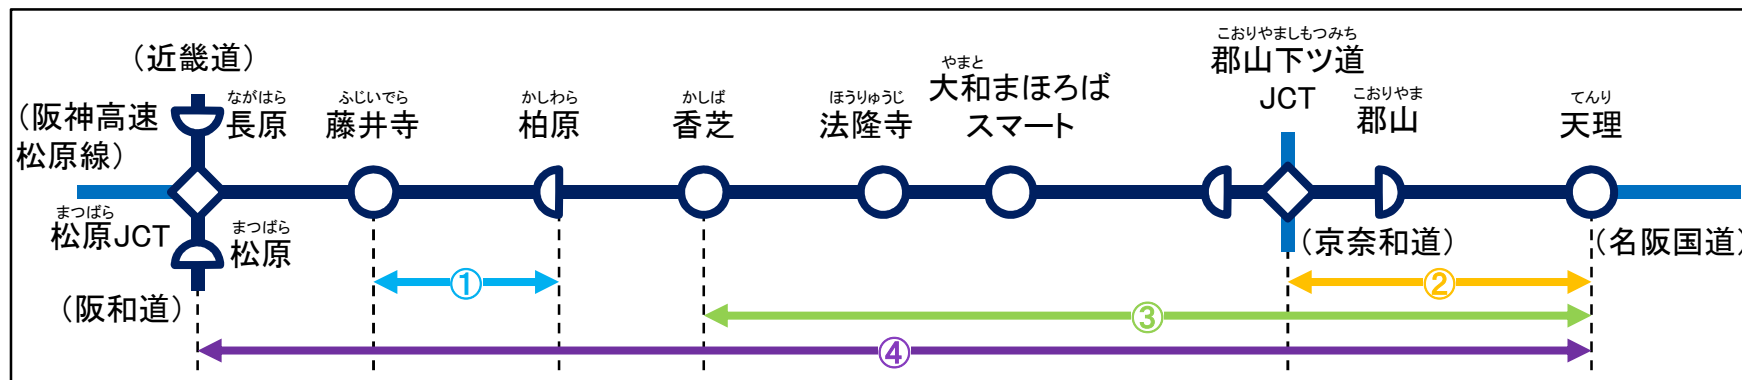 （近畿道）
ながはら
長原
（阪神高速
松原線）
まつばら
松原JCT
まつばら
松原
（阪和道）
ふじいでら
藤井寺
かしわら
柏原
かしば
香芝
ほうりゅうじ
法隆寺
やまと
大和まほろば
スマート
こおりやましもつみち
郡山下ツ道
JCT
こおりやま
郡山
てんり
天理
（京奈和道）
（名阪国道）
①
②
③
④